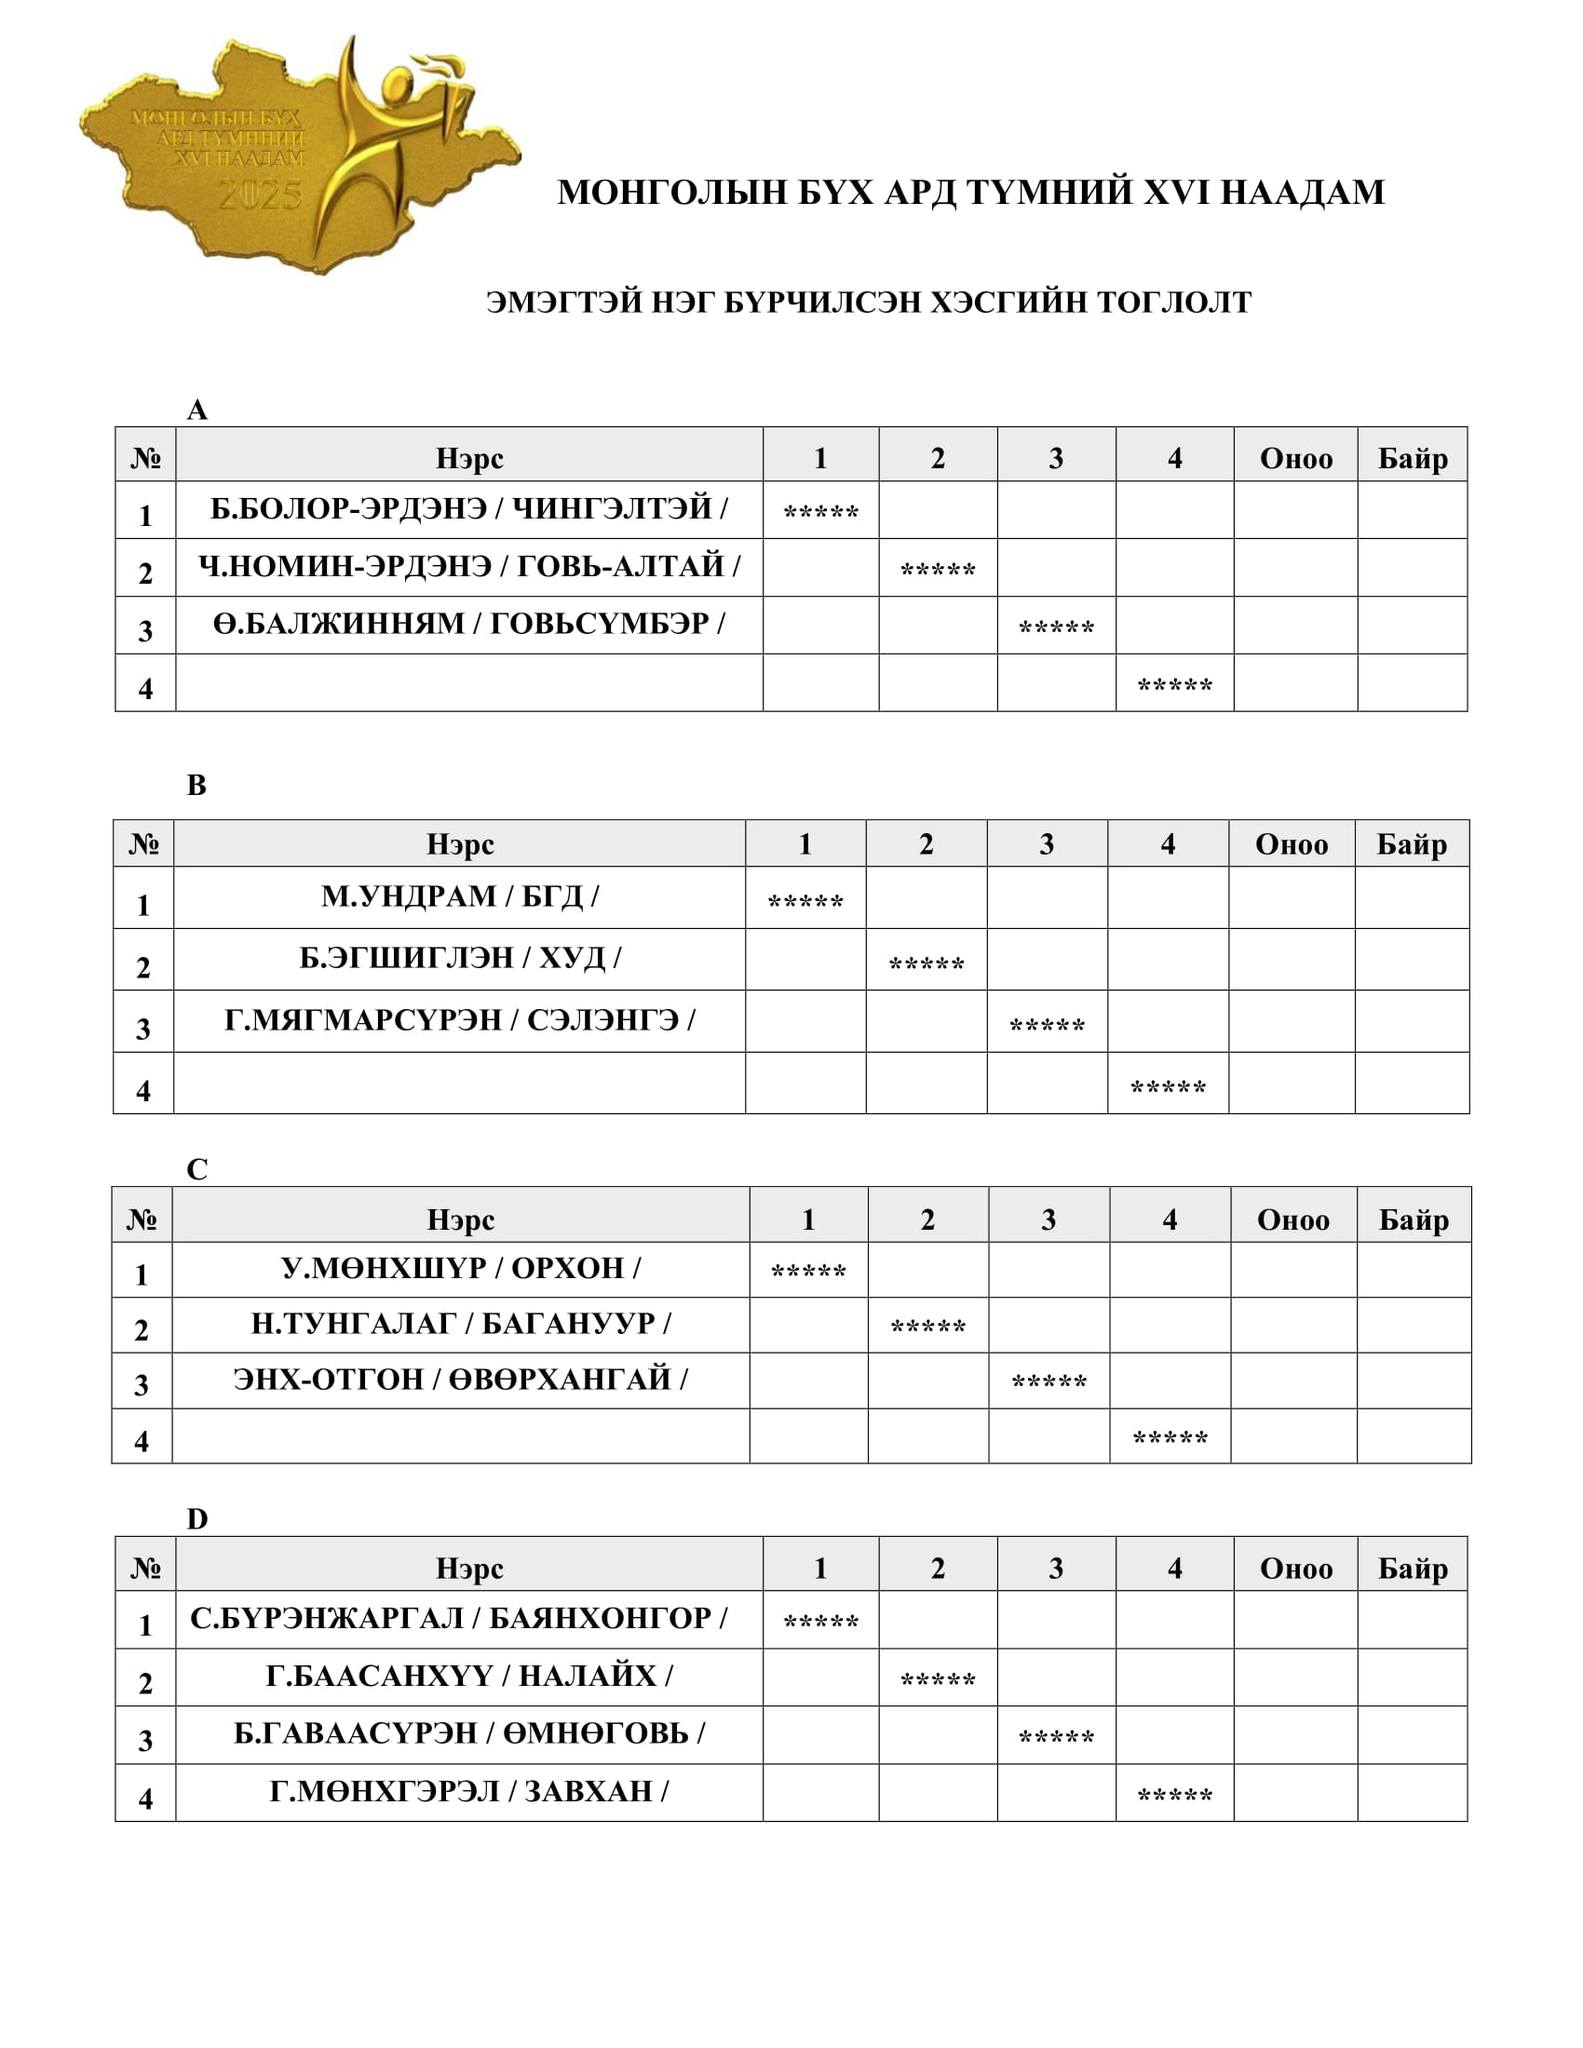 МОНГОЛЫН БҮХ
АРД ТҮМНИЙ
XVI НААДАМ
2025
МОНГОЛЫН БҮХ АРД ТҮМНИЙ XVI НААДАМ
ЭМЭГТЭЙ НЭГ БҮРЧИЛСЭН ХЭСГИЙН ТОГЛОЛТ
A
№ Нэрс 1 2 3 4 Оноо Байр
1 Б.БОЛОР-ЭРДЭНЭ / ЧИНГЭЛТЭЙ / *****
2 Ч.НОМИН-ЭРДЭНЭ / ГОВЬ-АЛТАЙ / *****
3 Ө.БАЛЖИННЯМ / ГОВЬСҮМБЭР / *****
4 *****
B
№ Нэрс 1 2 3 4 Оноо Байр
1 М.УНДРАМ / БГД / *****
2 Б.ЭГШИГЛЭН / ХУД / *****
3 Г.МЯГМАРСҮРЭН / СЭЛЭНГЭ / *****
4 *****
C
№ Нэрс 1 2 3 4 Оноо Байр
1 У.МӨНХШҮР / ОРХОН / *****
2 Н.ТУНГАЛАГ / БАГАНУУР / *****
3 ЭНХ-ОТГОН / ӨВӨРХАНГАЙ / *****
4 *****
D
№ Нэрс 1 2 3 4 Оноо Байр
1 С.БҮРЭНЖАРГАЛ / БАЯНХОНГОР / *****
2 Г.БААСАНХҮҮ / НАЛАЙХ / *****
3 Б.ГАВААСҮРЭН / ӨМНӨГОВЬ / *****
4 Г.МӨНХГЭРЭЛ / ЗАВХАН / *****